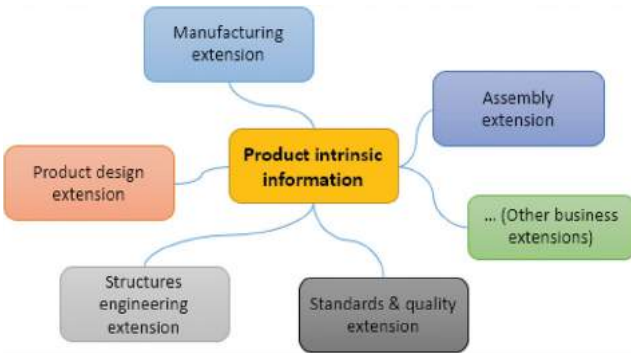 Manufacturing
extension
Assembly
extension
Product intrinsic
information
Product design
extension
... (Other business
extensions)
Structures
engineering
extension
Standards & quality
extension